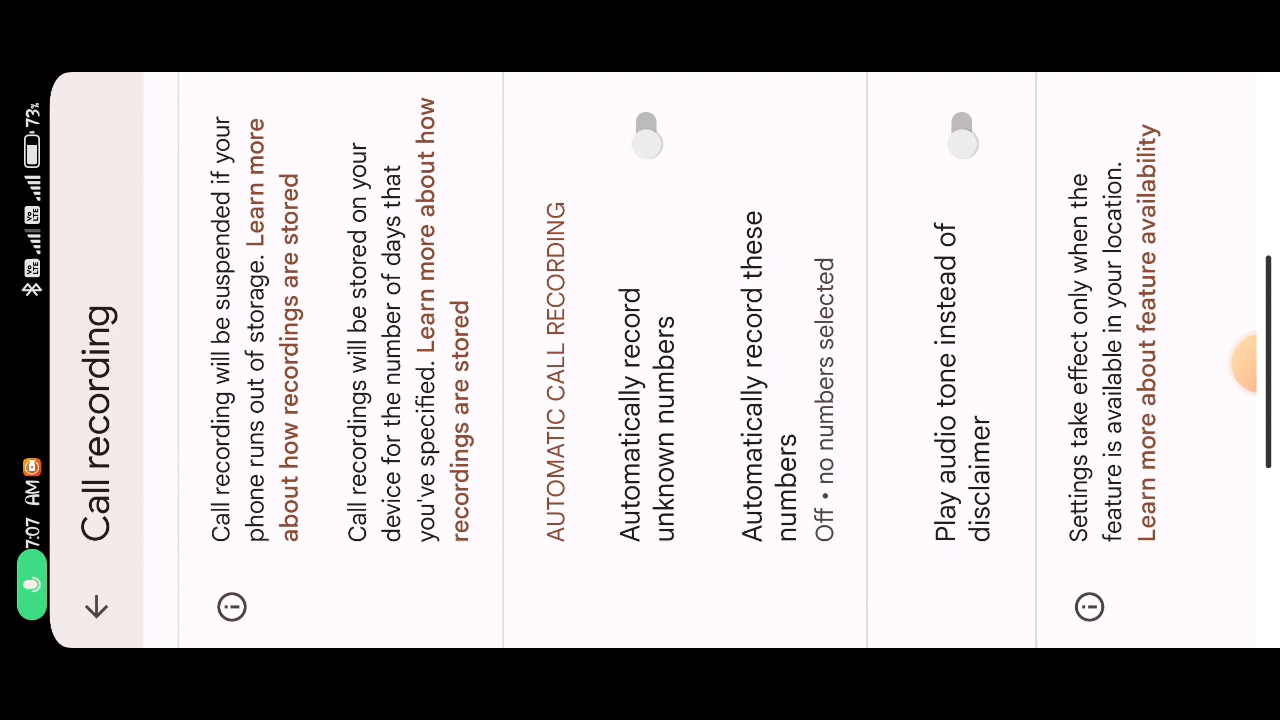 7:07 AM
Vo LTE Vo LTE 73%
Call recording
Call recording will be suspended if your
phone runs out of storage. Learn more
about how recordings are stored
Call recordings will be stored on your
device for the number of days that
you've specified. Learn more about how
recordings are stored
AUTOMATIC CALL RECORDING
Automatically record
unknown numbers
Automatically record these
numbers
Off • no numbers selected
Play audio tone instead of
disclaimer
Settings take effect only when the
feature is available in your location.
Learn more about feature availability